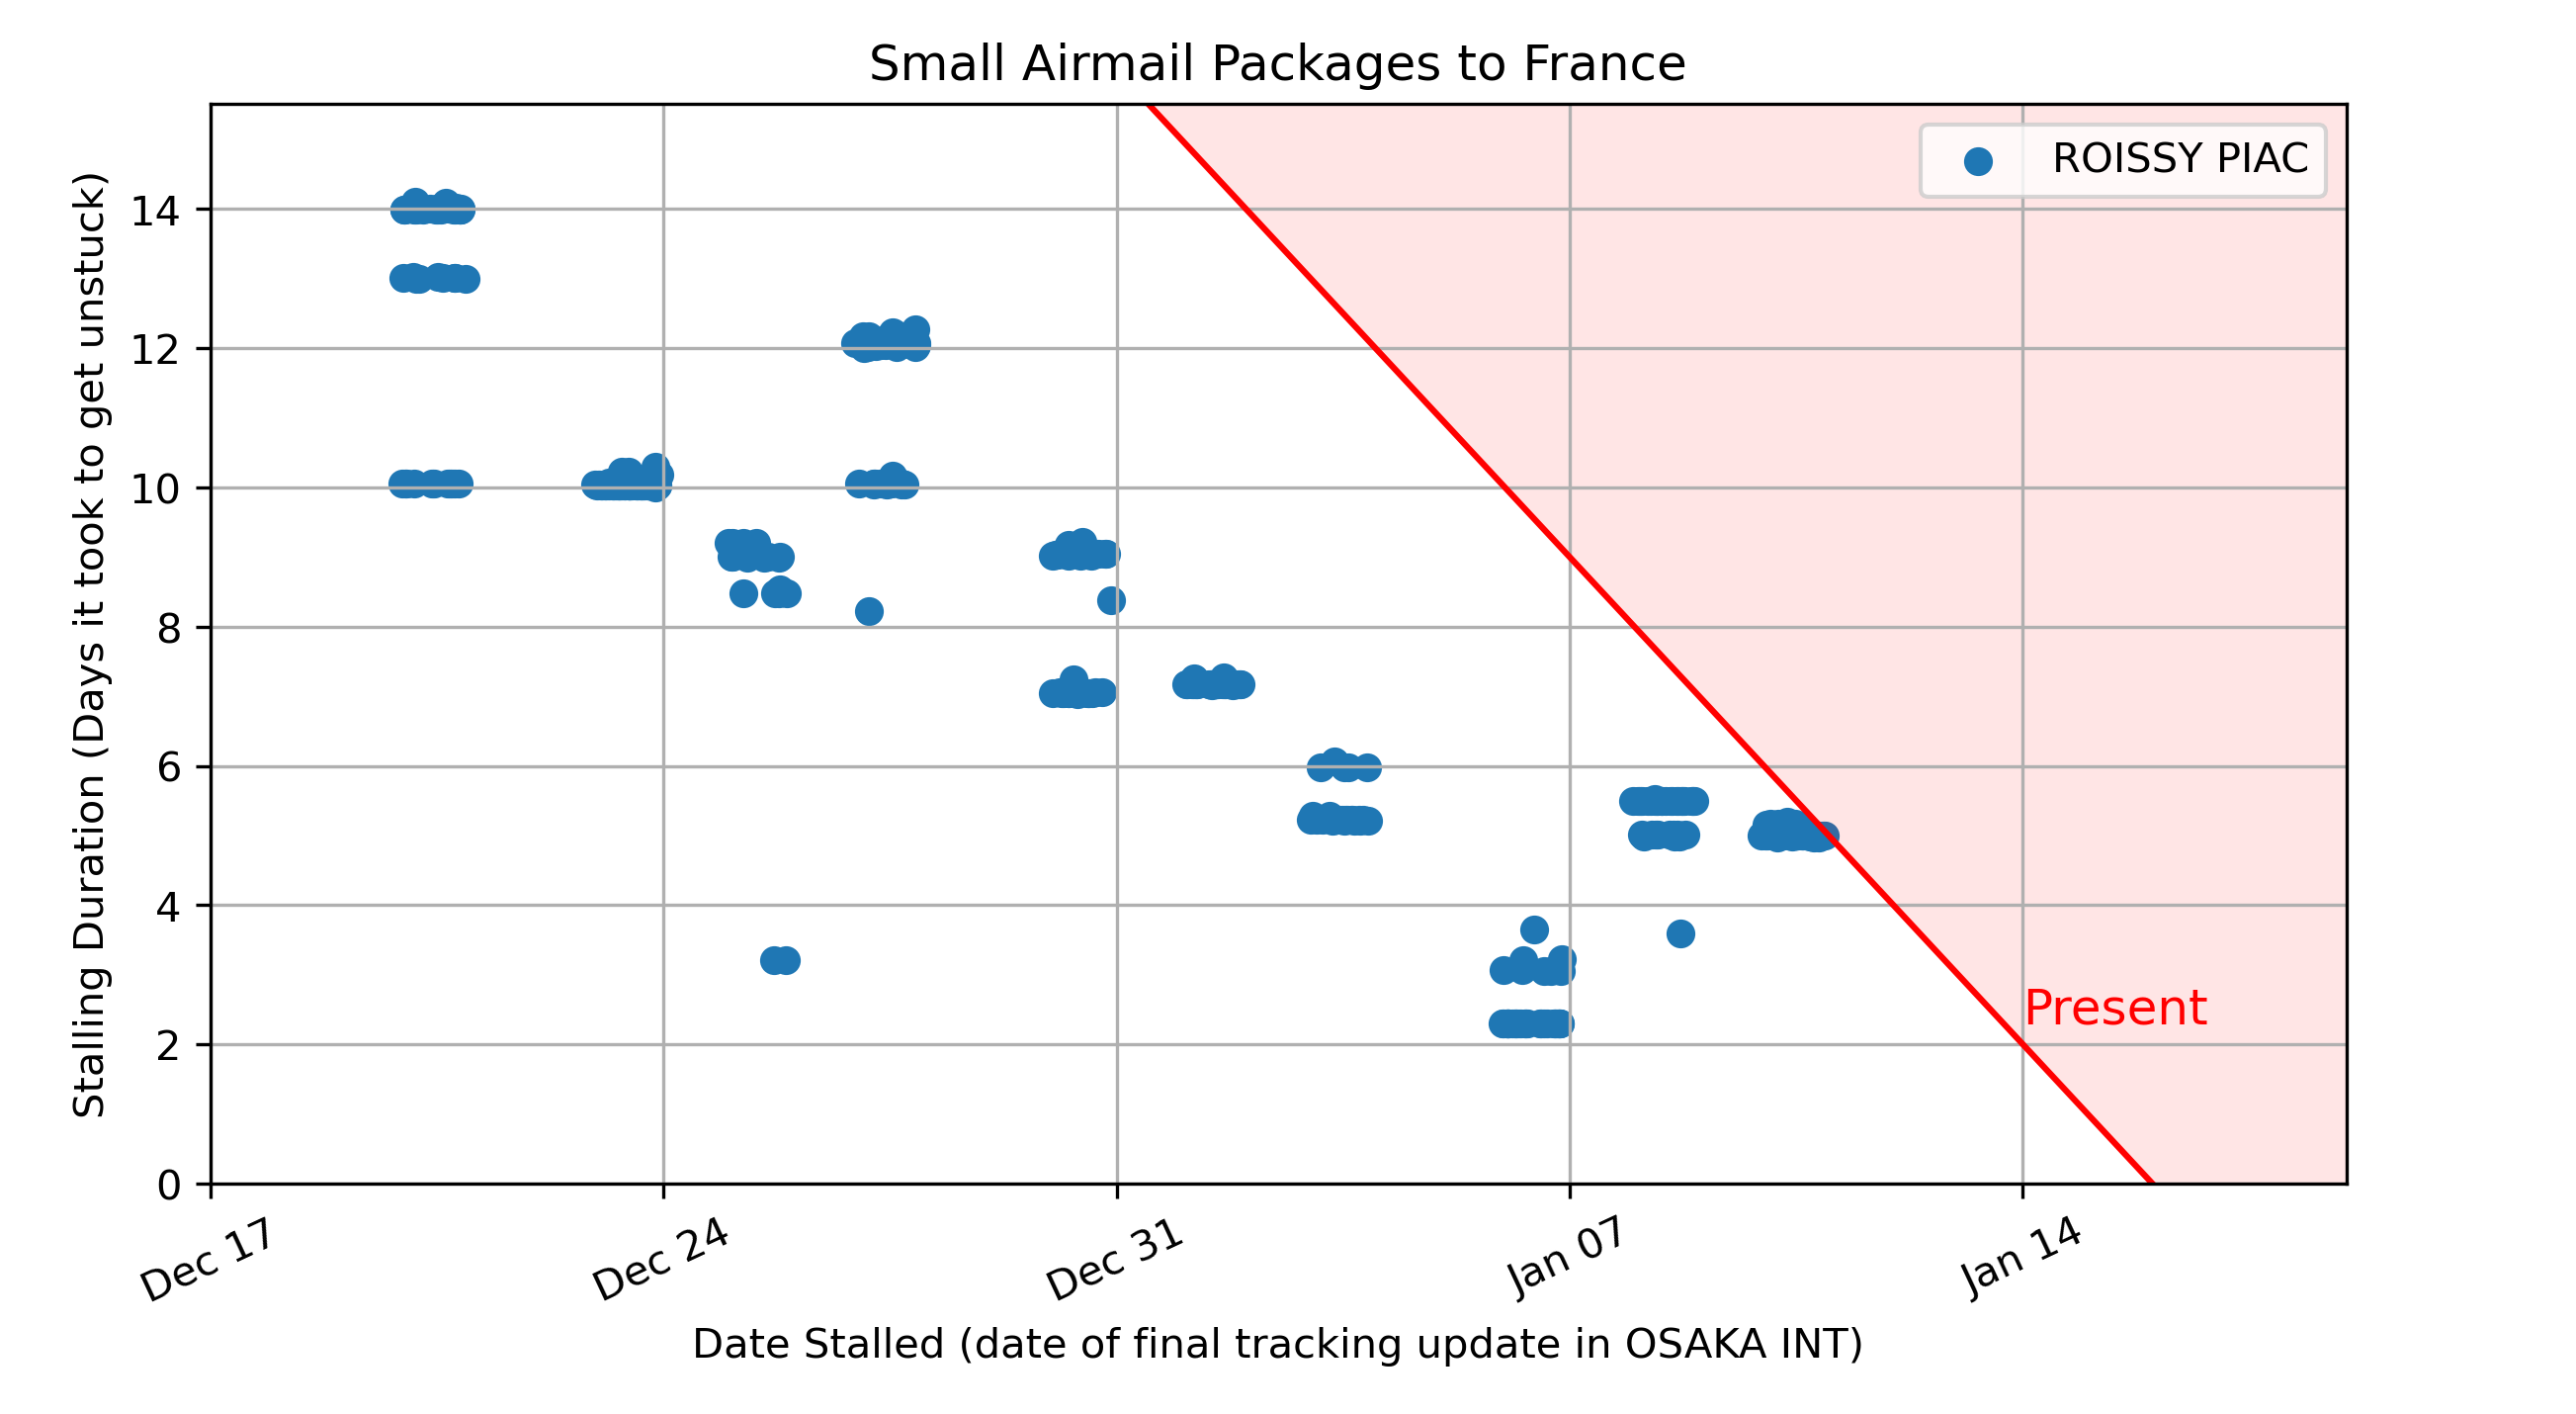 Small Airmail Packages to France
ROISSY PIAC
Stalling Duration (Days it took to get unstuck)
14
12
10
8
6
4
2
0
Present
Dec 17
Dec 24
Dec 31
Jan 07
Jan 14
Date Stalled (date of final tracking update in OSAKA INT)